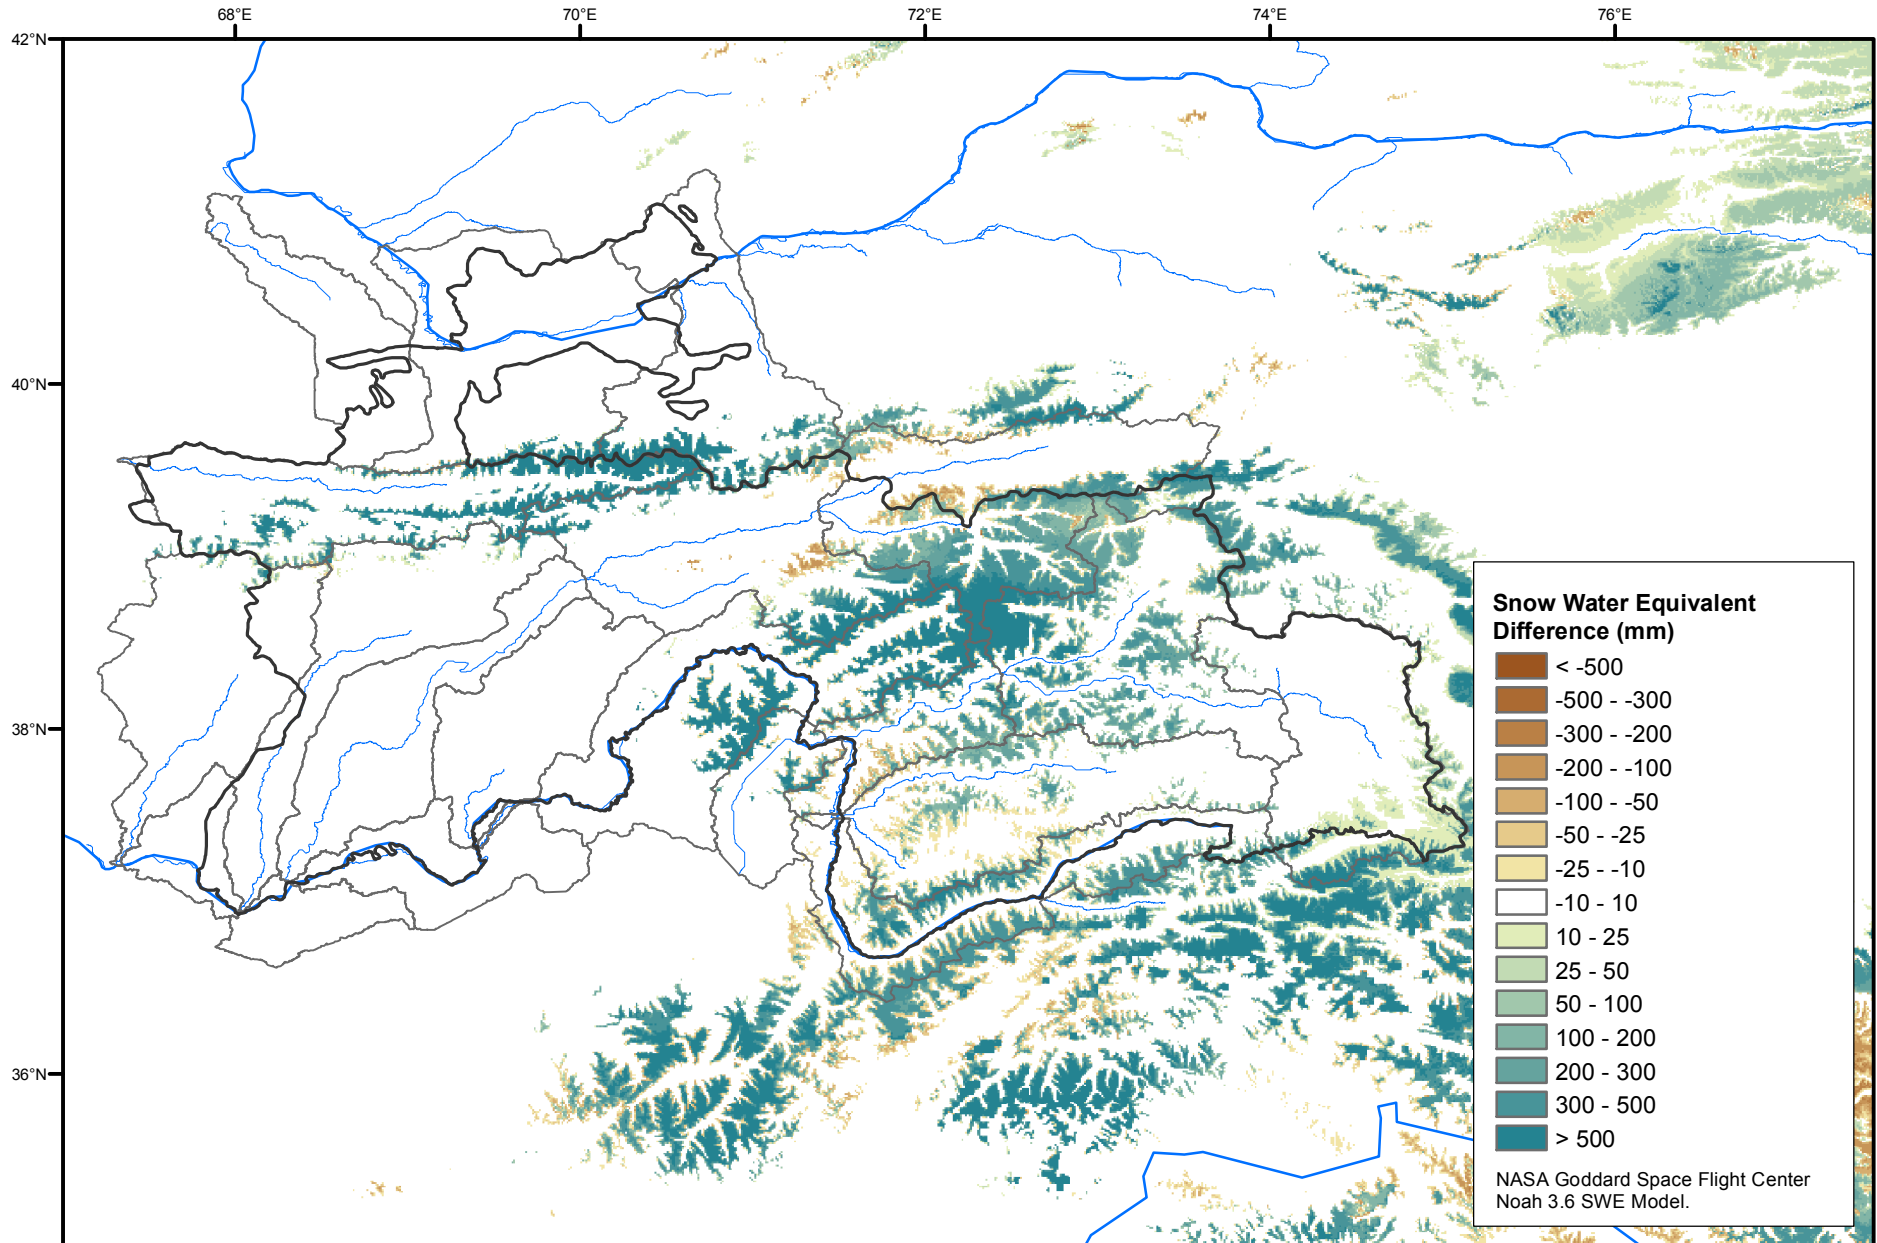 68°E
70°E
72°E
74°E
76°E
42°N
40°N
38°N
36°N
Snow Water Equivalent
Difference (mm)
< -500
-500 - -300
-300 - -200
-200 - -100
-100 - -50
-50 - -25
-25 - -10
-10 - 10
10 - 25
25 - 50
50 - 100
100 - 200
200 - 300
300 - 500
> 500
NASA Goddard Space Flight Center
Noah 3.6 SWE Model.